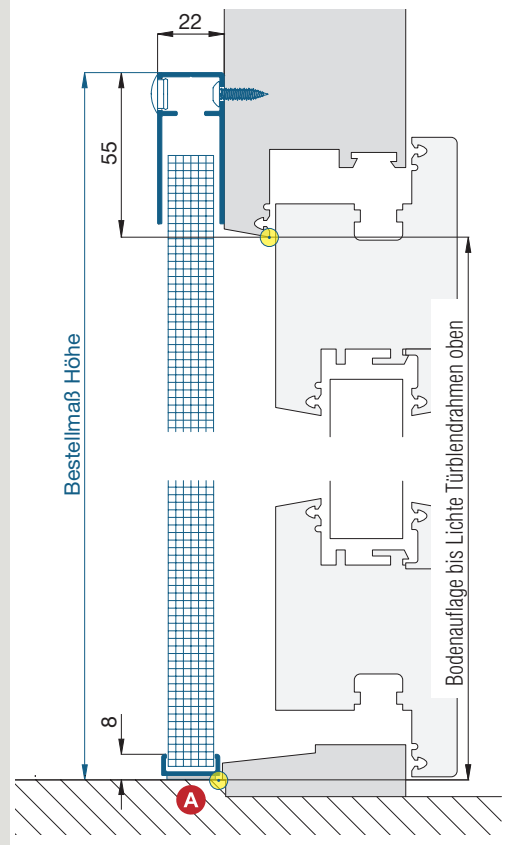 22
55
Bestellmaß Höhe
Bodenauflage bis Lichte Türblendrahmen oben
8
A